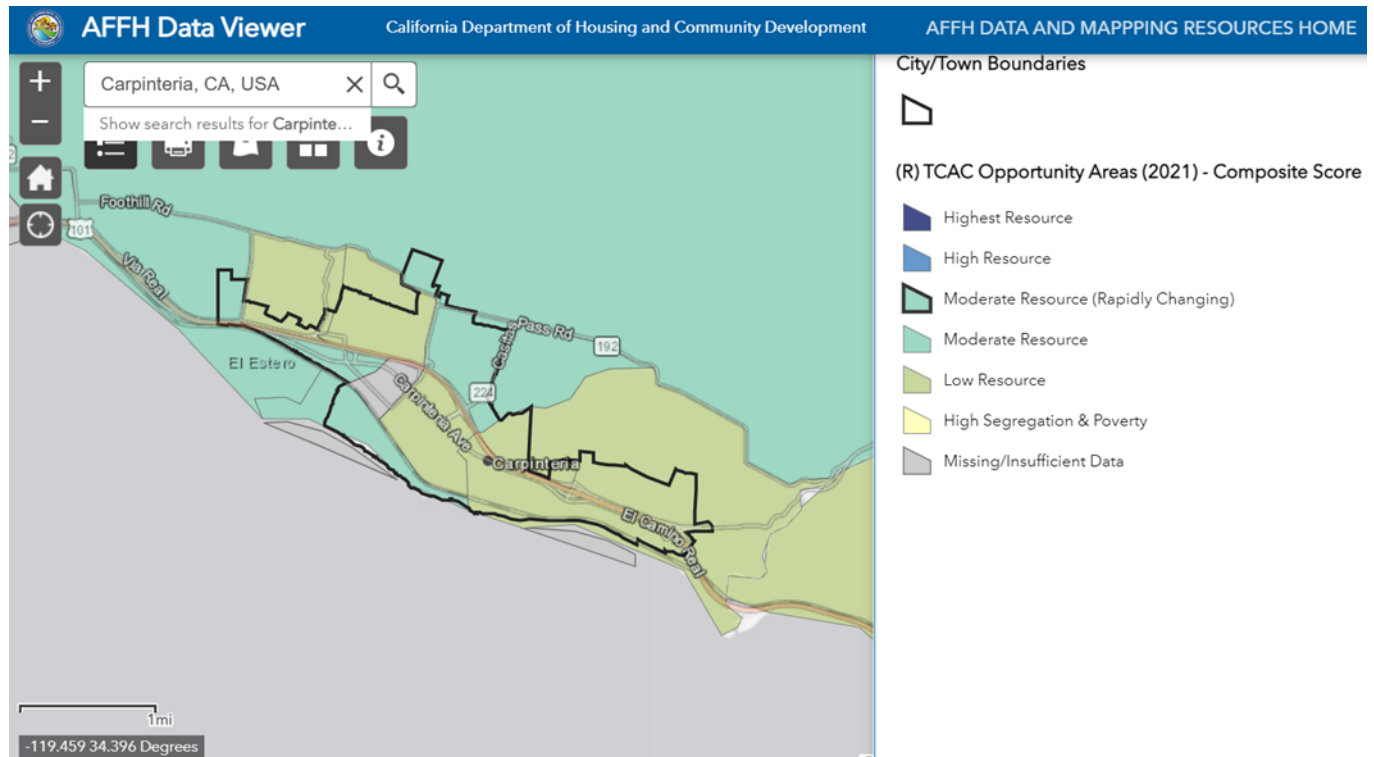 AFFH Data Viewer
California Department of Housing and Community Development
AFFH DATA AND MAPPPING RESOURCES HOME
+
Carpinteria, CA, USA
Show search results for Carpinte...
−
Foothill Rd
101
Via Real
Pass Rd
192
Casitas
El Estero
224
Carpinteria Ave
Carpinteria
El Camino Real
1mi
-119.459 34.396 Degrees
City/Town Boundaries
(R) TCAC Opportunity Areas (2021) - Composite Score
Highest Resource
High Resource
Moderate Resource (Rapidly Changing)
Moderate Resource
Low Resource
High Segregation & Poverty
Missing/Insufficient Data